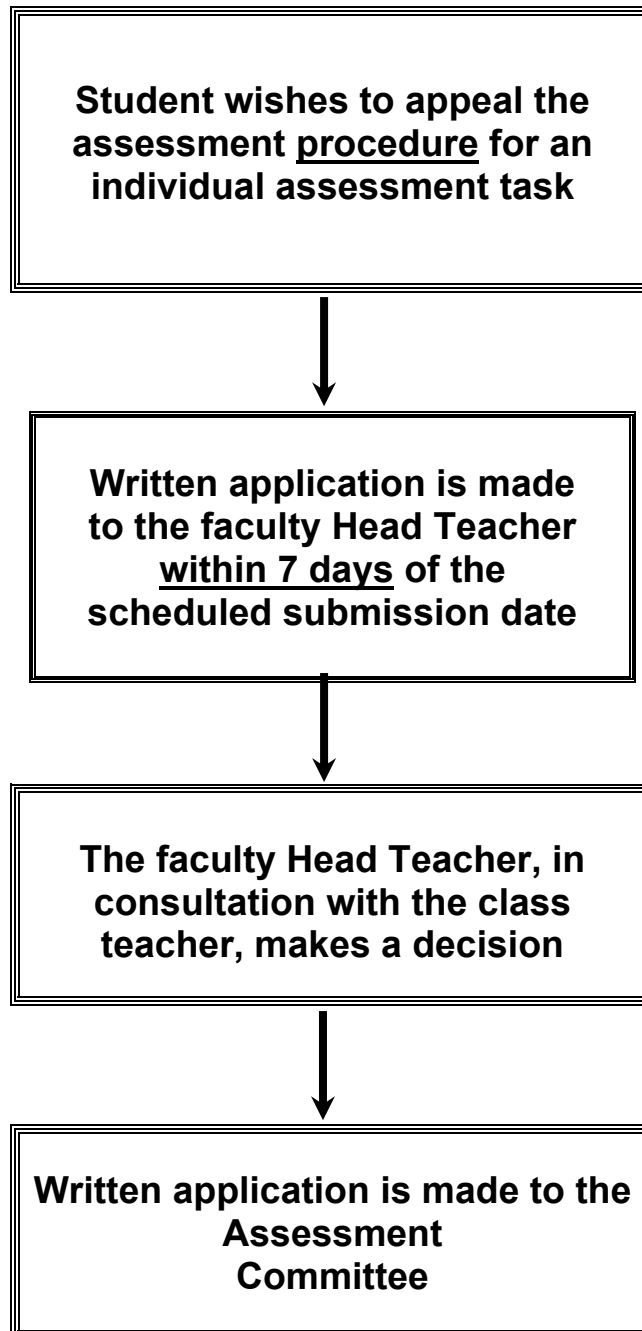 Student wishes to appeal the
assessment procedure for an
individual assessment task
Written application is made
to the faculty Head Teacher
within 7 days of the
scheduled submission date
The faculty Head Teacher, in
consultation with the class
teacher, makes a decision
Written application is made to the
Assessment
Committee